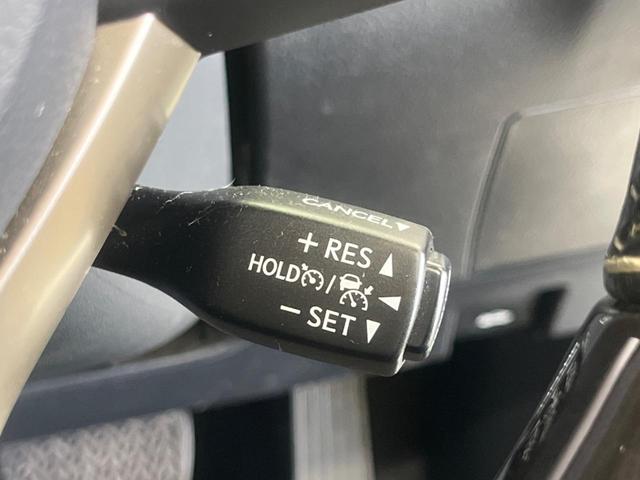 CANCEL▼
+ RES ▲
HOLD / ◀
− SET ▼